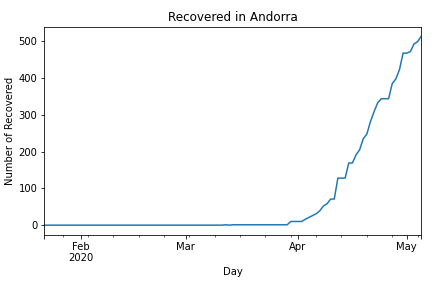 Recovered in Andorra
Number of Recovered
500
400
300
200
100
0
Feb
2020
Mar
Apr
May
Day